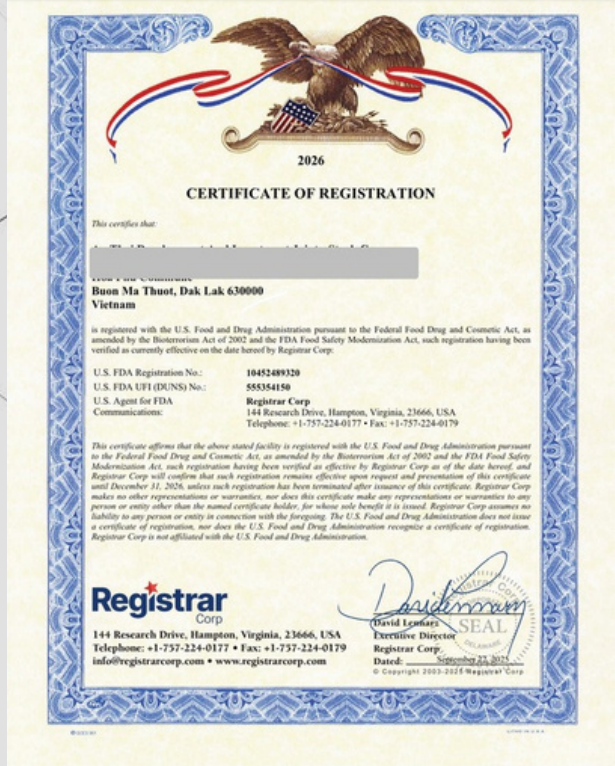 2026
CERTIFICATE OF REGISTRATION
This certifies that:
Buon Ma Thuot, Dak Lak 630000
Vietnam
is registered with the U.S. Food and Drug Administration pursuant to the Federal Food Drug and Cosmetic Act, as
amended by the Bioterrorism Act of 2002 and the FDA Food Safety Modernization Act, such registration having been
verified as currently effective on the date hereof by Registrar Corp:
U.S. FDA Registration No.: 10452489320
U.S. FDA UFI (DUNS) No.: 555354150
U.S. Agent for FDA Registrar Corp
Communications: 144 Research Drive, Hampton, Virginia, 23666, USA
Telephone: +1-757-224-0177 • Fax: +1-757-224-0179
This certificate affirms that the above stated facility is registered with the U.S. Food and Drug Administration pursuant
to the Federal Food Drug and Cosmetic Act, as amended by the Bioterrorism Act of 2002 and the FDA Food Safety
Modernization Act, such registration having been verified as effective by Registrar Corp as of the date hereof, and
Registrar Corp will confirm that such registration remains effective upon request and presentation of this certificate
until December 31, 2026, unless such registration has been terminated after issuance of this certificate. Registrar Corp
makes no other representations or warranties, nor does this certificate make any representations or warranties to any
person or entity other than the named certificate holder, for whose sole benefit it is issued. Registrar Corp assumes no
liability to any person or entity in connection with the foregoing. The U.S. Food and Drug Administration does not issue
a certificate of registration, nor does the U.S. Food and Drug Administration recognize a certificate of registration.
Registrar Corp is not affiliated with the U.S. Food and Drug Administration.
Registrar
Corp
144 Research Drive, Hampton, Virginia, 23666, USA
Telephone: +1-757-224-0177 • Fax: +1-757-224-0179
info@registrarcorp.com • www.registrarcorp.com
David Lennarz
Executive Director
Registrar Corp
Dated: September 22, 2025
© Copyright 2003-2025 Registrar Corp
SEAL
DELAWARE